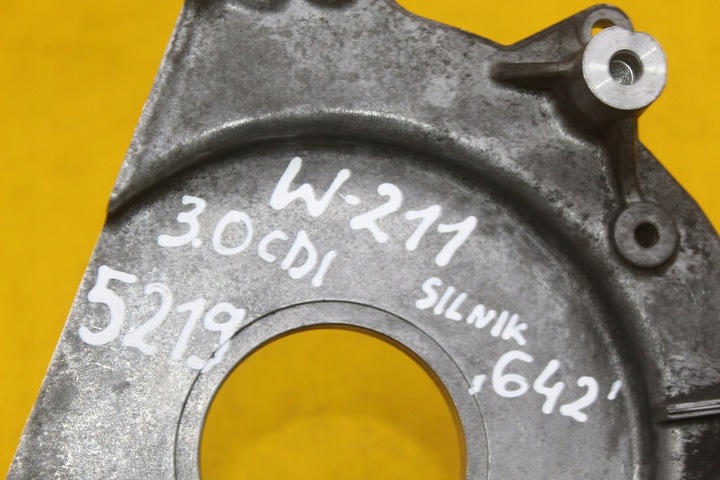 W-211
3.0CDI
5219
SILNIK
,642'